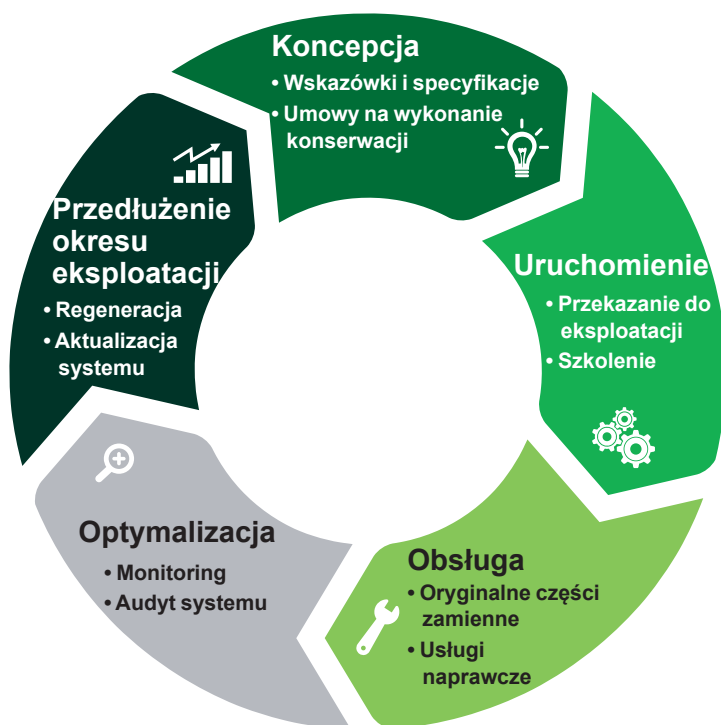 Koncepcja
• Wskazówki i specyfikacje
• Umowy na wykonanie
konserwacji
Uruchomienie
• Przekazanie do
eksploatacji
• Szkolenie
Obsługa
• Oryginalne części
zamienne
• Usługi
naprawcze
Optymalizacja
• Monitoring
• Audyt systemu
Przedłużenie
okresu
eksploatacji
• Regeneracja
• Aktualizacja
systemu